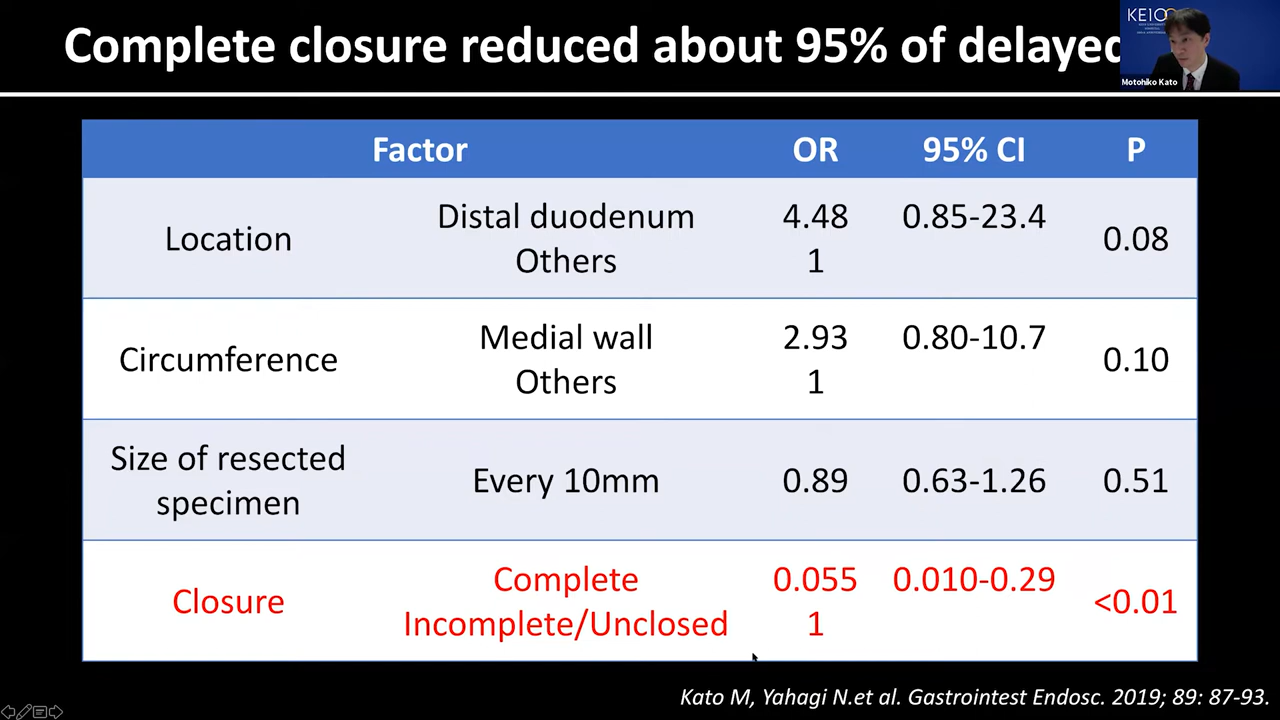 Complete closure reduced about 95% of delayed
KEIO
Motohiko Kato
Factor OR 95% CI P
Location Distal duodenum 4.48 0.85-23.4 0.08
Others 1
Circumference Medial wall 2.93 0.80-10.7 0.10
Others 1
Size of resected specimen Every 10mm 0.89 0.63-1.26 0.51
Closure Complete 0.055 0.010-0.29 <0.01
Incomplete/Unclosed 1
Kato M, Yahagi N.et al. Gastrointest Endosc. 2019; 89: 87-93.